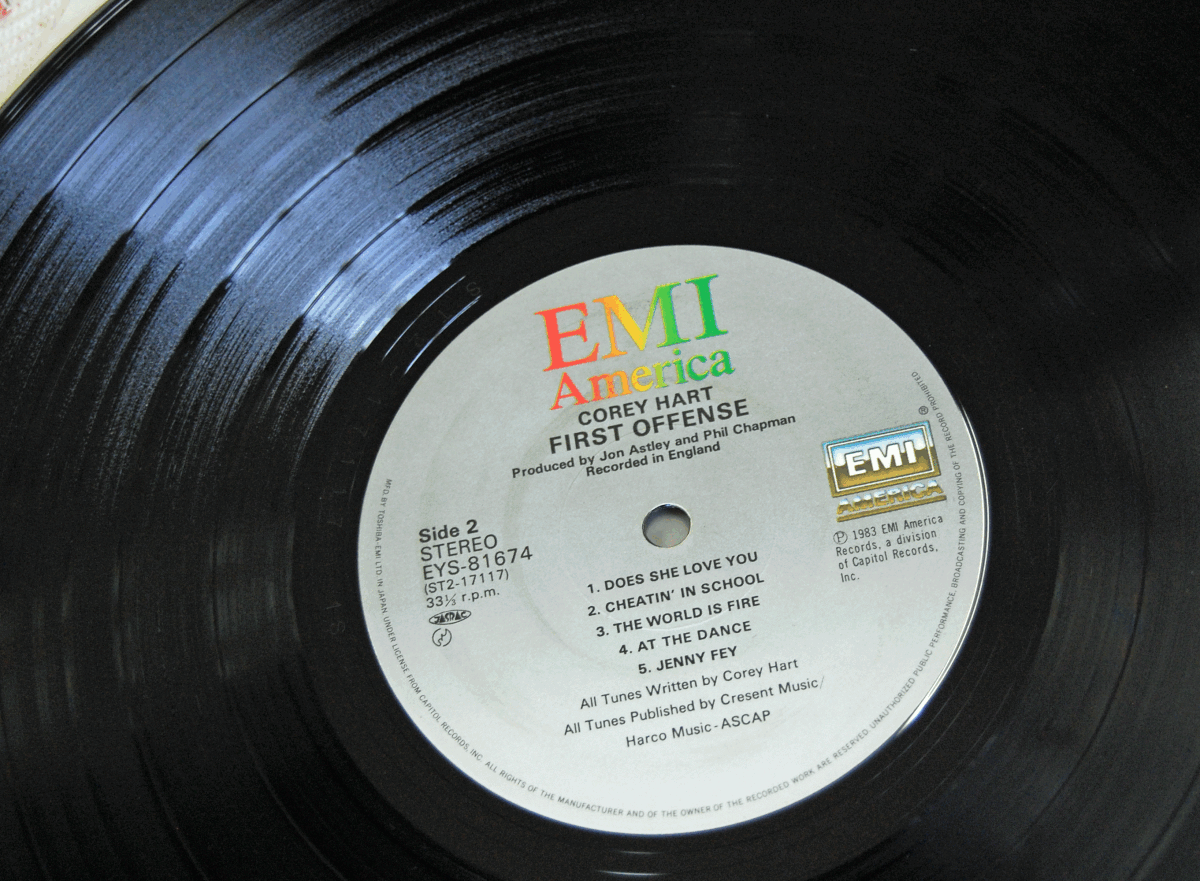 EMI
America
COREY HART
FIRST OFFENSE
Produced by Jon Astley and Phil Chapman
Recorded in England
Side 2
STEREO
EYS-81674
(ST2-17117)
33⅓ r.p.m.
JASRAC
®
EMI
AMERICA
Ⓟ 1983 EMI America
Records, a division
of Capitol Records,
Inc.
1. DOES SHE LOVE YOU
2. CHEATIN' IN SCHOOL
3. THE WORLD IS FIRE
4. AT THE DANCE
5. JENNY FEY
All Tunes Written by Corey Hart
All Tunes Published by Cresent Music/
Harco Music-ASCAP
MFG. BY TOSHIBA EMI LTD. IN JAPAN UNDER LICENSE FROM CAPITOL RECORDS, INC. ALL RIGHTS OF THE MANUFACTURER AND OF THE OWNER OF THE RECORDED WORK ARE RESERVED. UNAUTHORIZED PUBLIC PERFORMANCE, BROADCASTING AND COPYING OF THE RECORD PROHIBITED